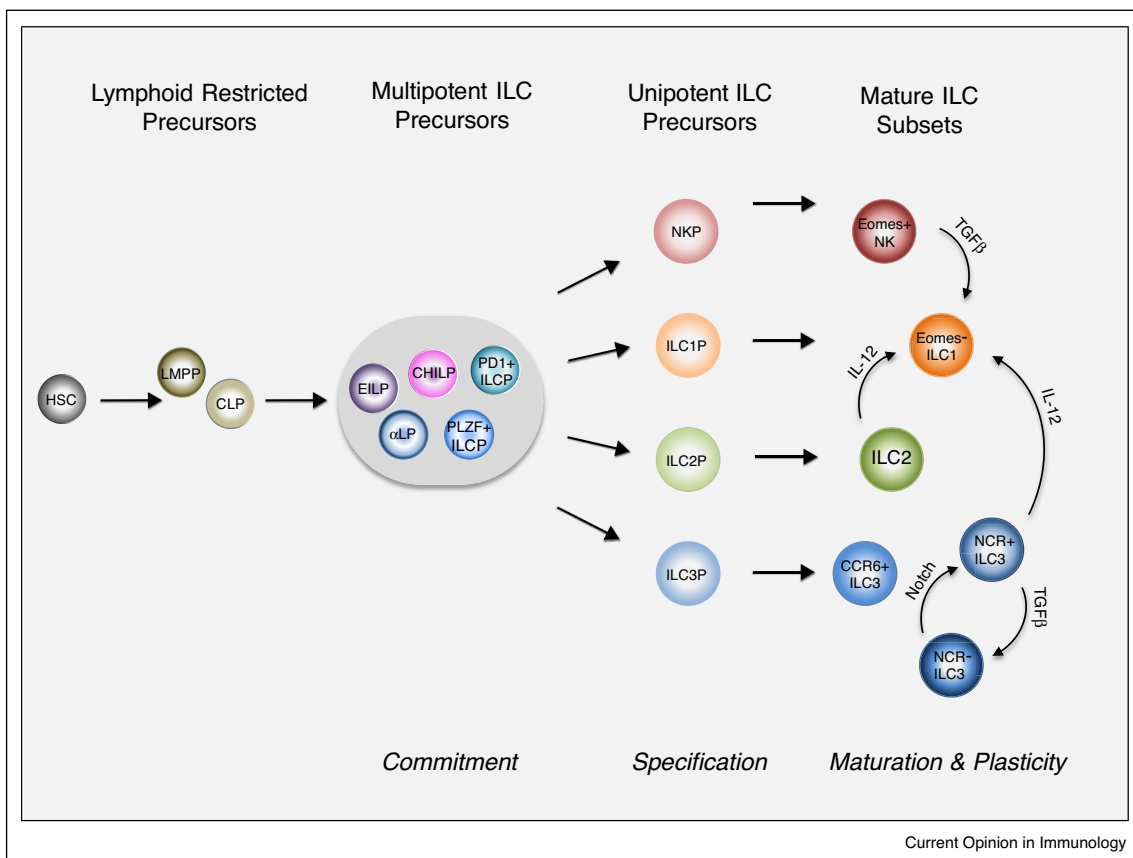 Lymphoid Restricted
Precursors
Multipotent ILC
Precursors
Unipotent ILC
Precursors
Mature ILC
Subsets
HSC
LMPP
CLP
EILP
CHILP
PD1+
ILCP
αLP
PLZF+
ILCP
NKP
ILC1P
ILC2P
ILC3P
Eomes+
NK
TGFβ
Eomes-
ILC1
IL-12
IL-12
ILC2
CCR6+
ILC3
Notch
NCR+
ILC3
TGFβ
NCR-
ILC3
Commitment
Specification
Maturation & Plasticity
Current Opinion in Immunology